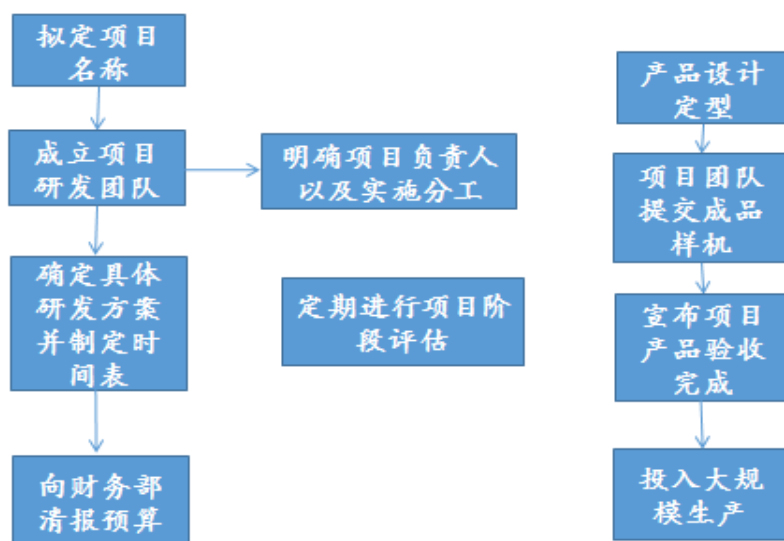 拟定项目
名称
成立项目
研发团队
明确项目负责人
以及实施分工
确定具体
研发方案
并制定时
间表
定期进行项目阶
段评估
向财务部
清报预算
产品设计
定型
项目团队
提交成品
样机
宣布项目
产品验收
完成
投入大规
模生产